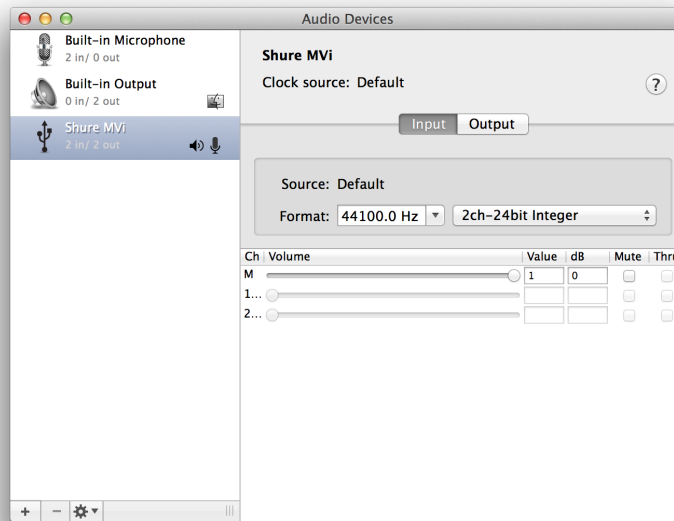 Audio Devices
Built-in Microphone
2 in/ 0 out
Built-in Output
0 in/ 2 out
Shure MVi
2 in/ 2 out
Shure MVi
Clock source: Default
?
Input Output
Source: Default
Format: 44100.0 Hz 2ch-24bit Integer
Ch Volume Value dB Mute Thru
M 1 0
1...
2...